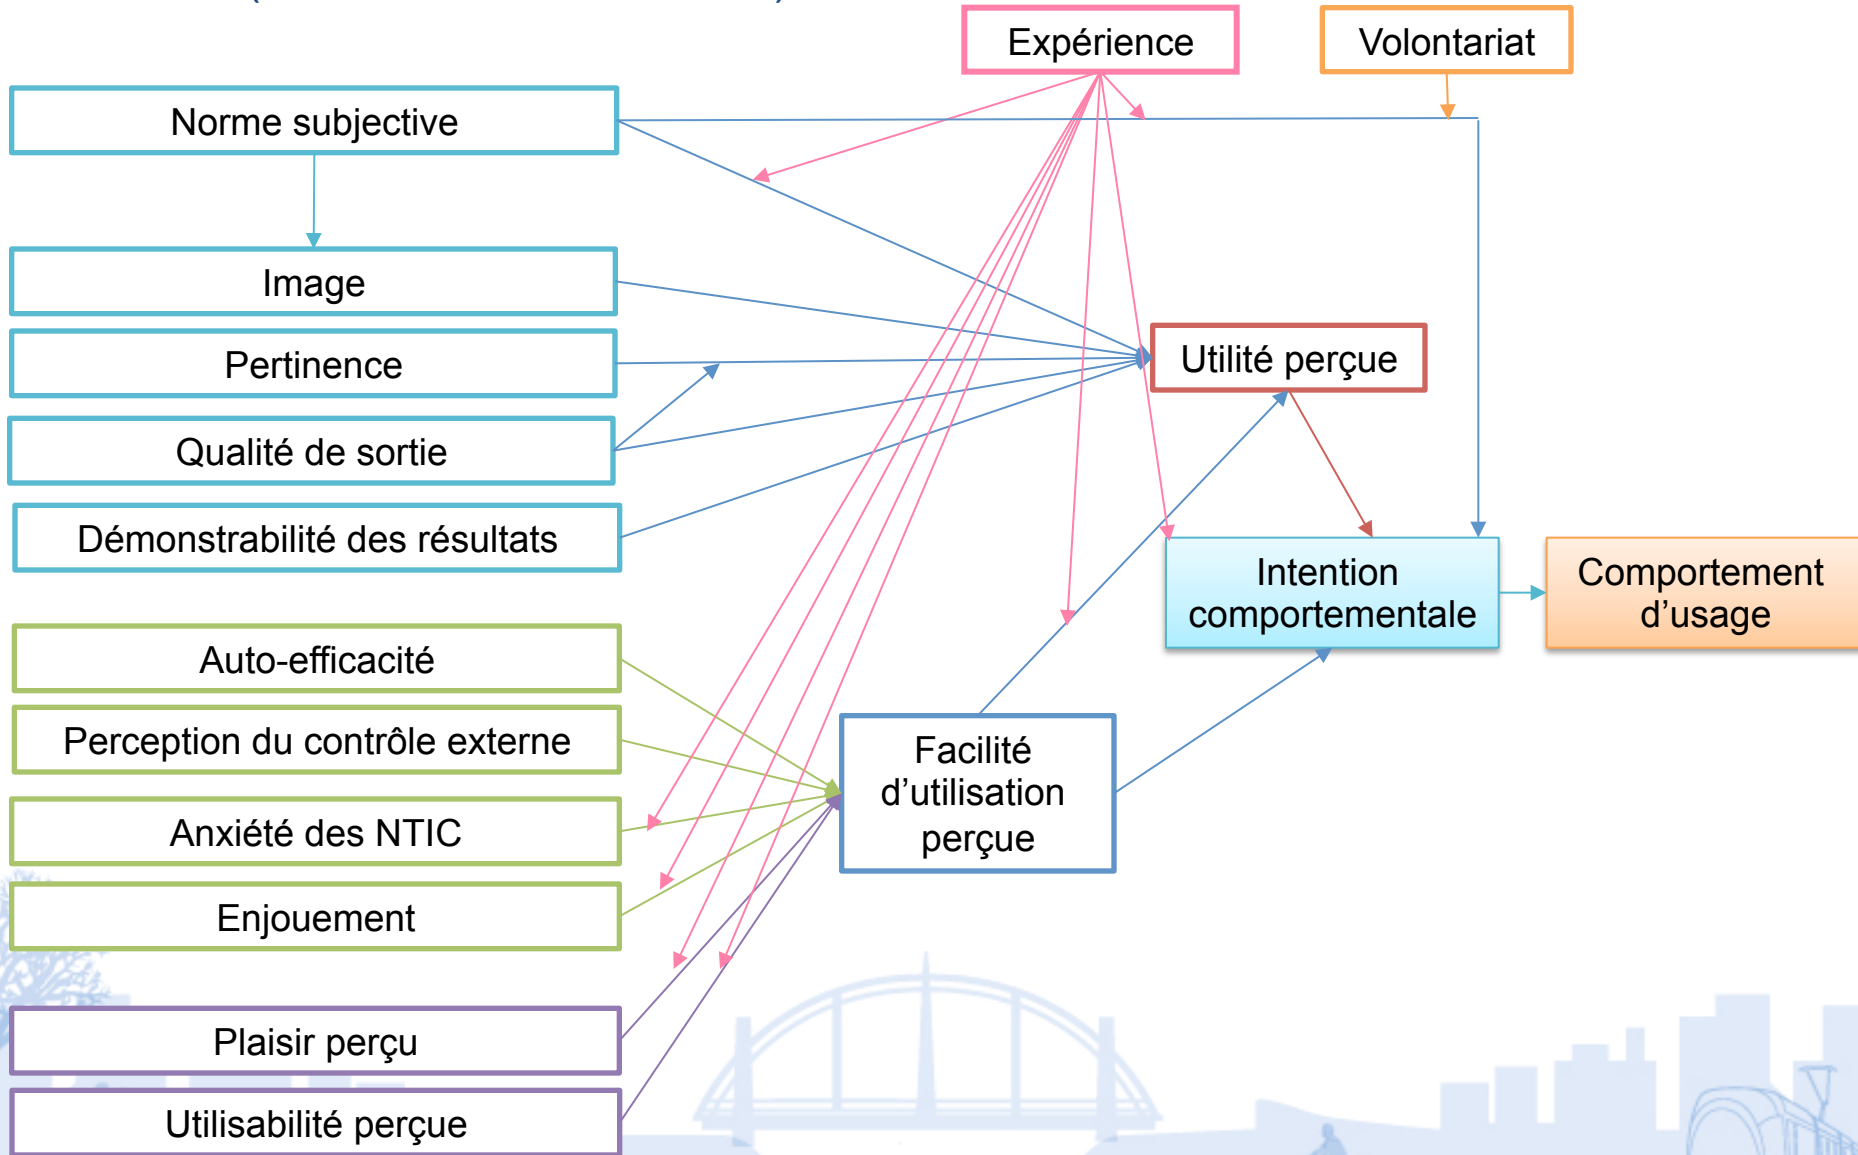 Expérience
Volontariat
Norme subjective
Image
Pertinence
Utilité perçue
Qualité de sortie
Démonstrabilité des résultats
Intention
comportementale
Comportement
d’usage
Auto-efficacité
Perception du contrôle externe
Facilité
d’utilisation
perçue
Anxiété des NTIC
Enjouement
Plaisir perçu
Utilisabilité perçue